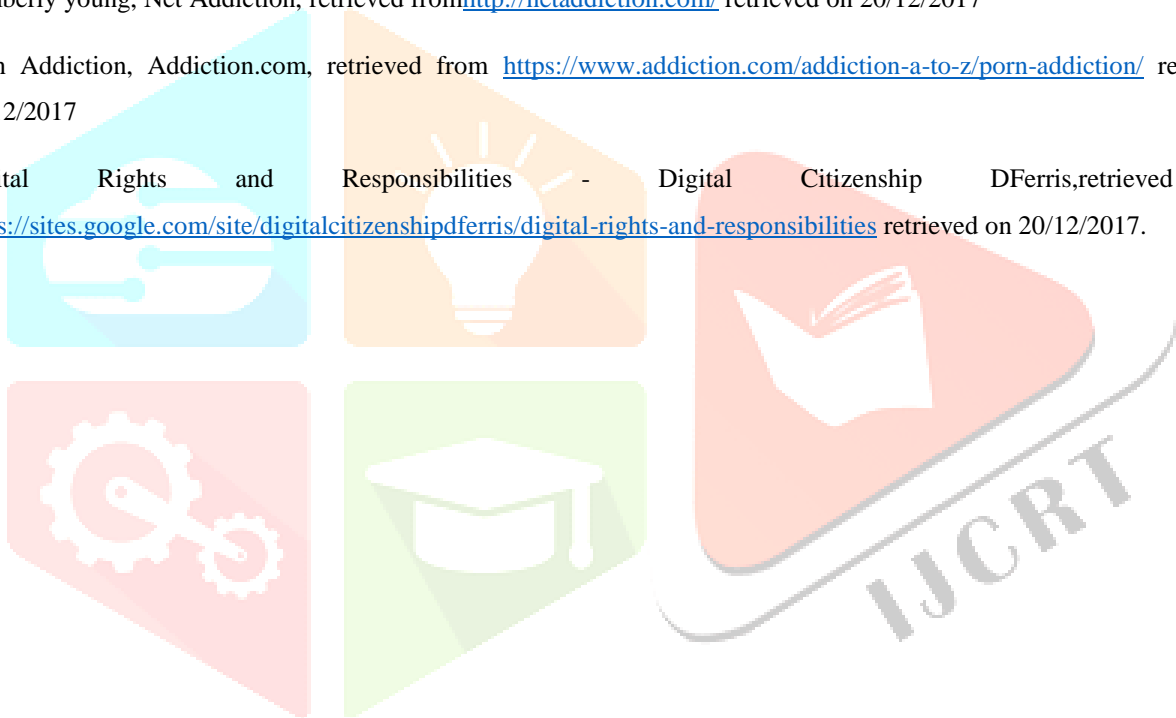 berly young, Net Addiction, retrieved fromhttp://netaddiction.com/ retrieved on 20/12/2017
n Addiction, Addiction.com, retrieved from https://www.addiction.com/addiction-a-to-z/porn-addiction/ re
2/2017
ital Rights and Responsibilities - Digital Citizenship DFerris,retrieved
s://sites.google.com/site/digitalcitizenshipdferris/digital-rights-and-responsibilities retrieved on 20/12/2017.
IJCRT